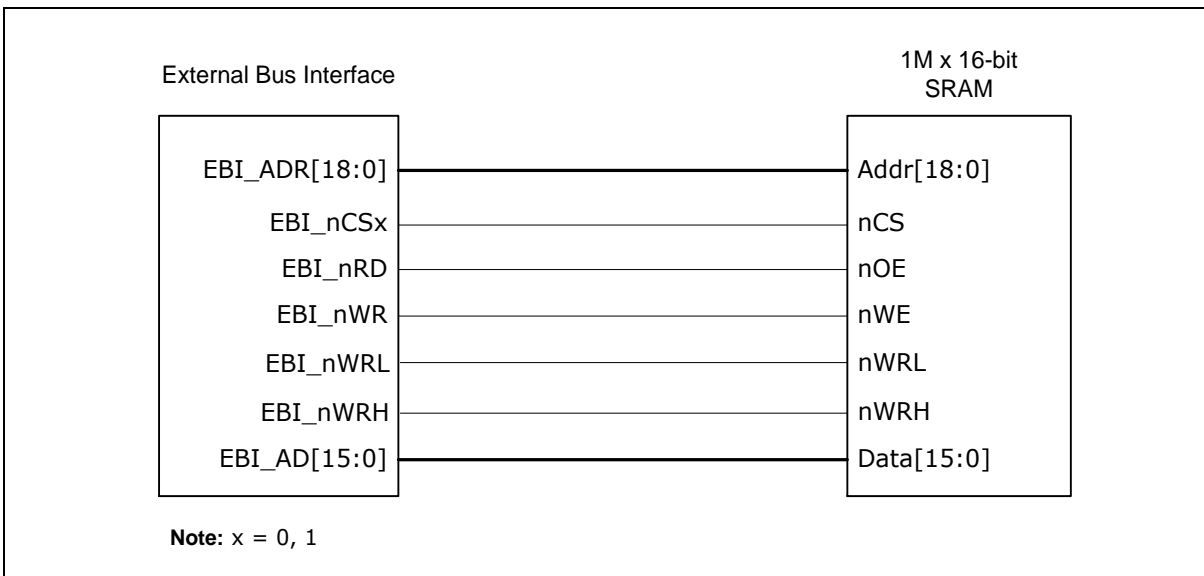 External Bus Interface
1M x 16-bit
SRAM
EBI_ADR[18:0]
Addr[18:0]
EBI_nCSx
nCS
EBI_nRD
nOE
EBI_nWR
nWE
EBI_nWRL
nWRL
EBI_nWRH
nWRH
EBI_AD[15:0]
Data[15:0]
Note: x = 0, 1